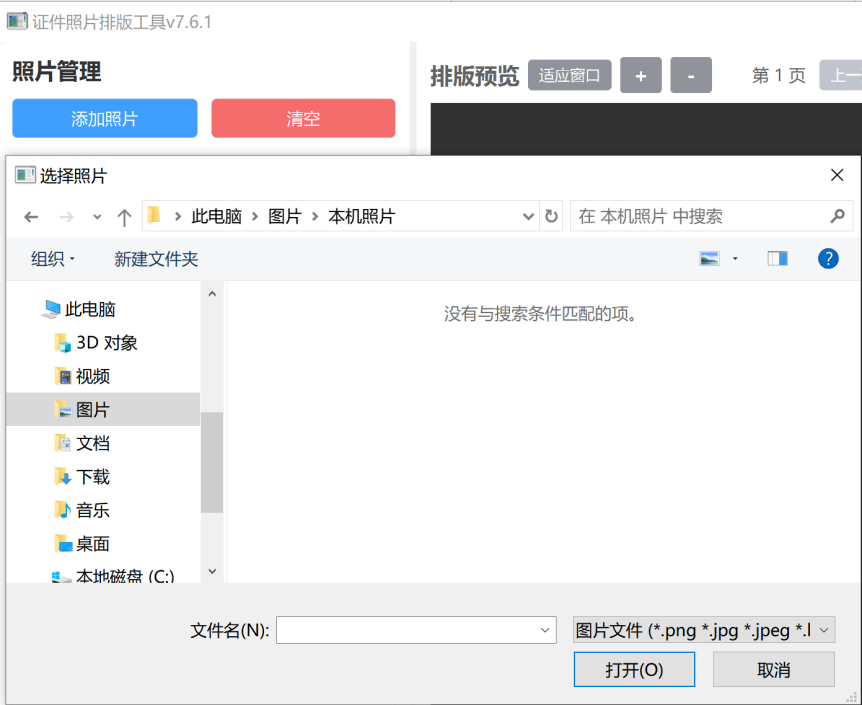 证件照片排版工具v7.6.1
照片管理
排版预览 适应窗口 + - 第 1 页 上一
添加照片 清空
选择照片
此电脑 图片 本机照片 在 本机照片 中搜索
组织 新建文件夹 ?
没有与搜索条件匹配的项。
此电脑
3D 对象
视频
图片
文档
下载
音乐
桌面
本地磁盘 (C:)
文件名(N): 图片文件 (*.png *.jpg *.jpeg *.
打开(O) 取消